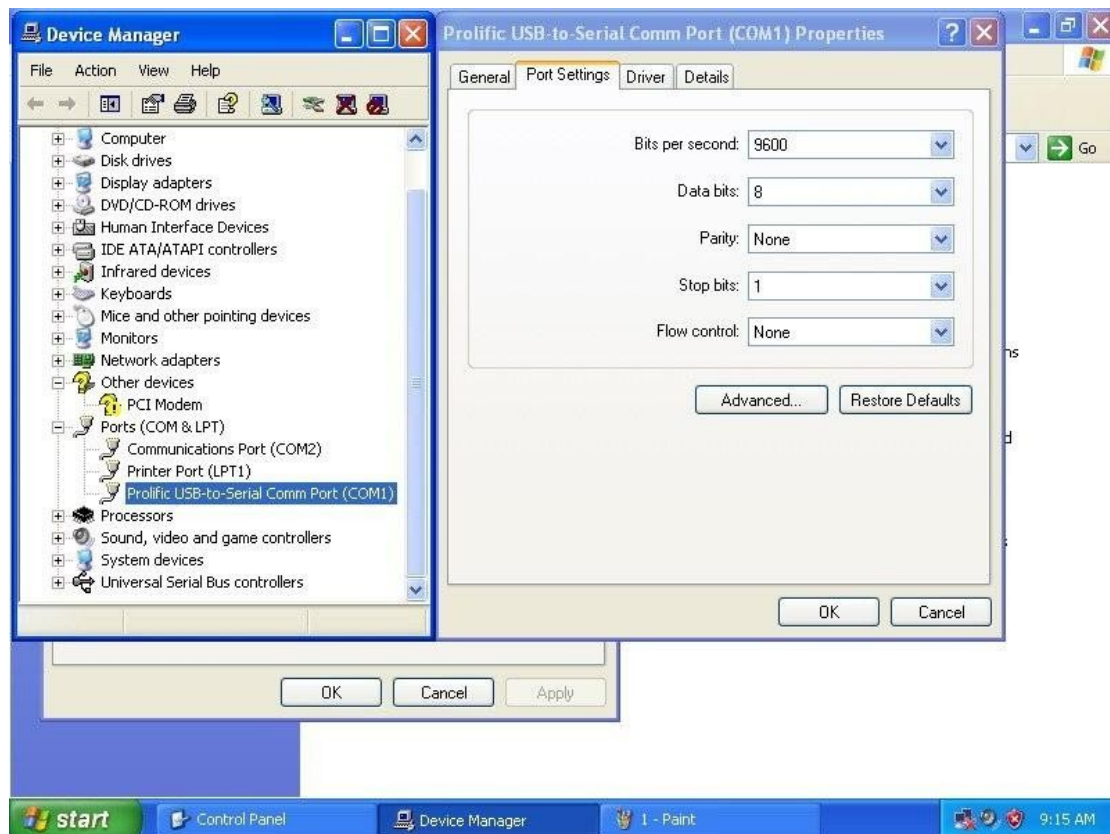 Device Manager
File Action View Help
Computer
Disk drives
Display adapters
DVD/CD-ROM drives
Human Interface Devices
IDE ATA/ATAPI controllers
Infrared devices
Keyboards
Mice and other pointing devices
Monitors
Network adapters
Other devices
PCI Modem
Ports (COM & LPT)
Communications Port (COM2)
Printer Port (LPT1)
Prolific USB-to-Serial Comm Port (COM1)
Processors
Sound, video and game controllers
System devices
Universal Serial Bus controllers
Prolific USB-to-Serial Comm Port (COM1) Properties
General Port Settings Driver Details
Bits per second: 9600
Data bits: 8
Parity: None
Stop bits: 1
Flow control: None
Advanced... Restore Defaults
OK Cancel
Go
ns
d
OK Cancel Apply
start Control Panel Device Manager 1 - Paint 9:15 AM